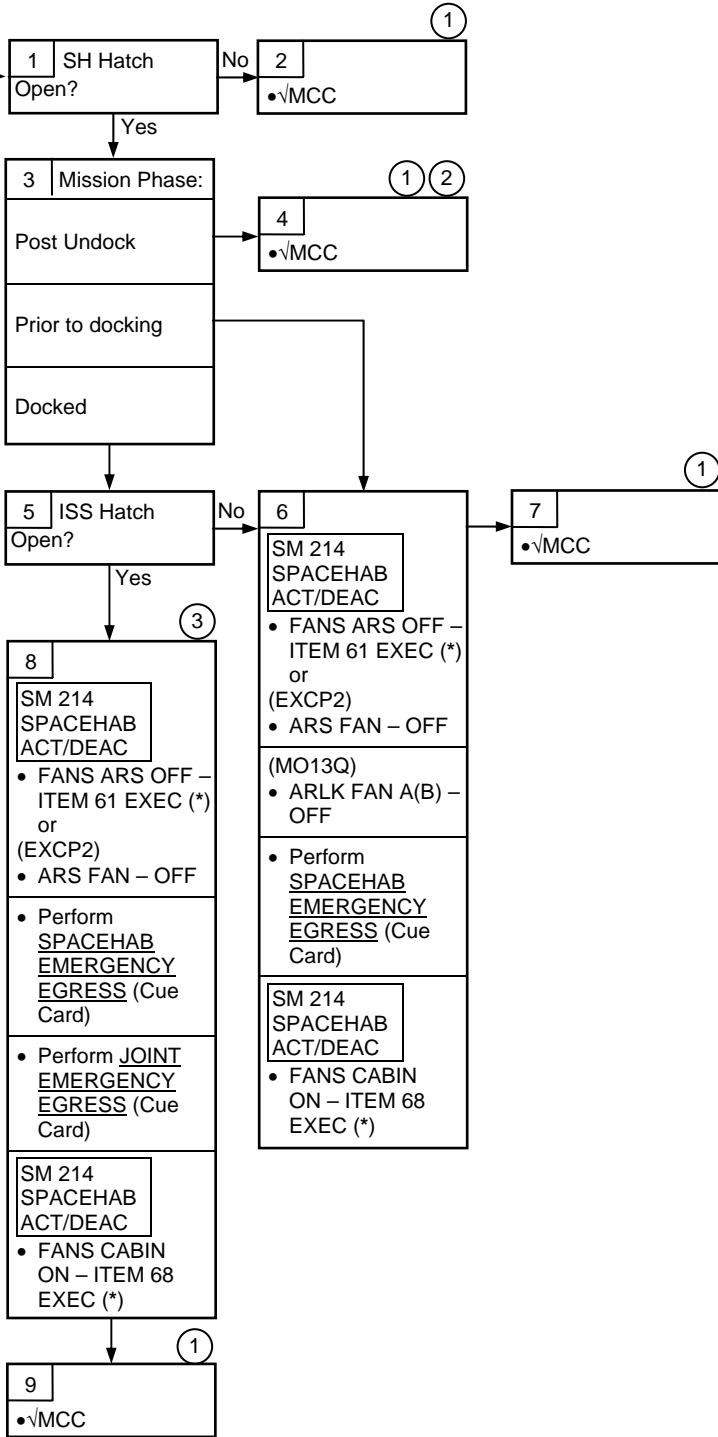 1
1 SH Hatch
Open?
No
2
•√MCC
Yes
3 Mission Phase:
Post Undock
Prior to docking
Docked
1 2
4
•√MCC
5 ISS Hatch
Open?
No
Yes
6
SM 214
SPACEHAB
ACT/DEAC
• FANS ARS OFF –
ITEM 61 EXEC (*)
or
(EXCP2)
• ARS FAN – OFF
(MO13Q)
• ARLK FAN A(B) –
OFF
• Perform
SPACEHAB
EMERGENCY
EGRESS (Cue
Card)
SM 214
SPACEHAB
ACT/DEAC
• FANS CABIN
ON – ITEM 68
EXEC (*)
1
7
•√MCC
3
8
SM 214
SPACEHAB
ACT/DEAC
• FANS ARS OFF –
ITEM 61 EXEC (*)
or
(EXCP2)
• ARS FAN – OFF
• Perform
SPACEHAB
EMERGENCY
EGRESS (Cue
Card)
• Perform JOINT
EMERGENCY
EGRESS (Cue
Card)
SM 214
SPACEHAB
ACT/DEAC
• FANS CABIN
ON – ITEM 68
EXEC (*)
1
9
•√MCC